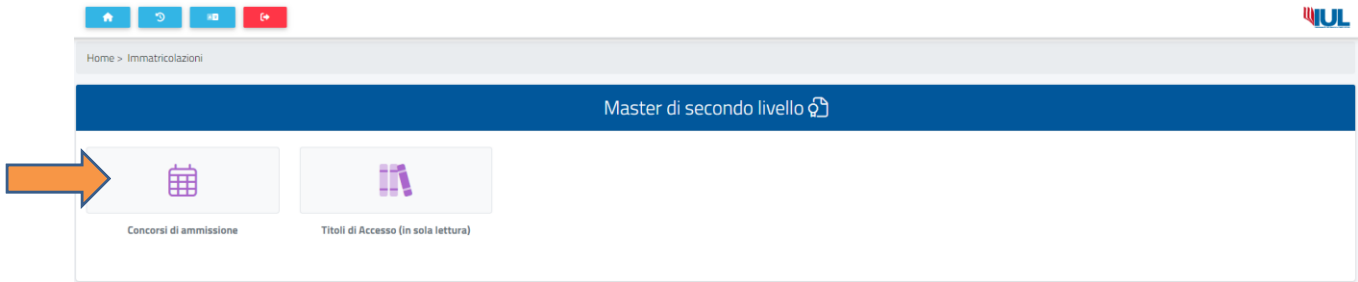 IUL
Home > Immatricolazioni
Master di secondo livello
Concorsi di ammissione
Titoli di Accesso (in sola lettura)